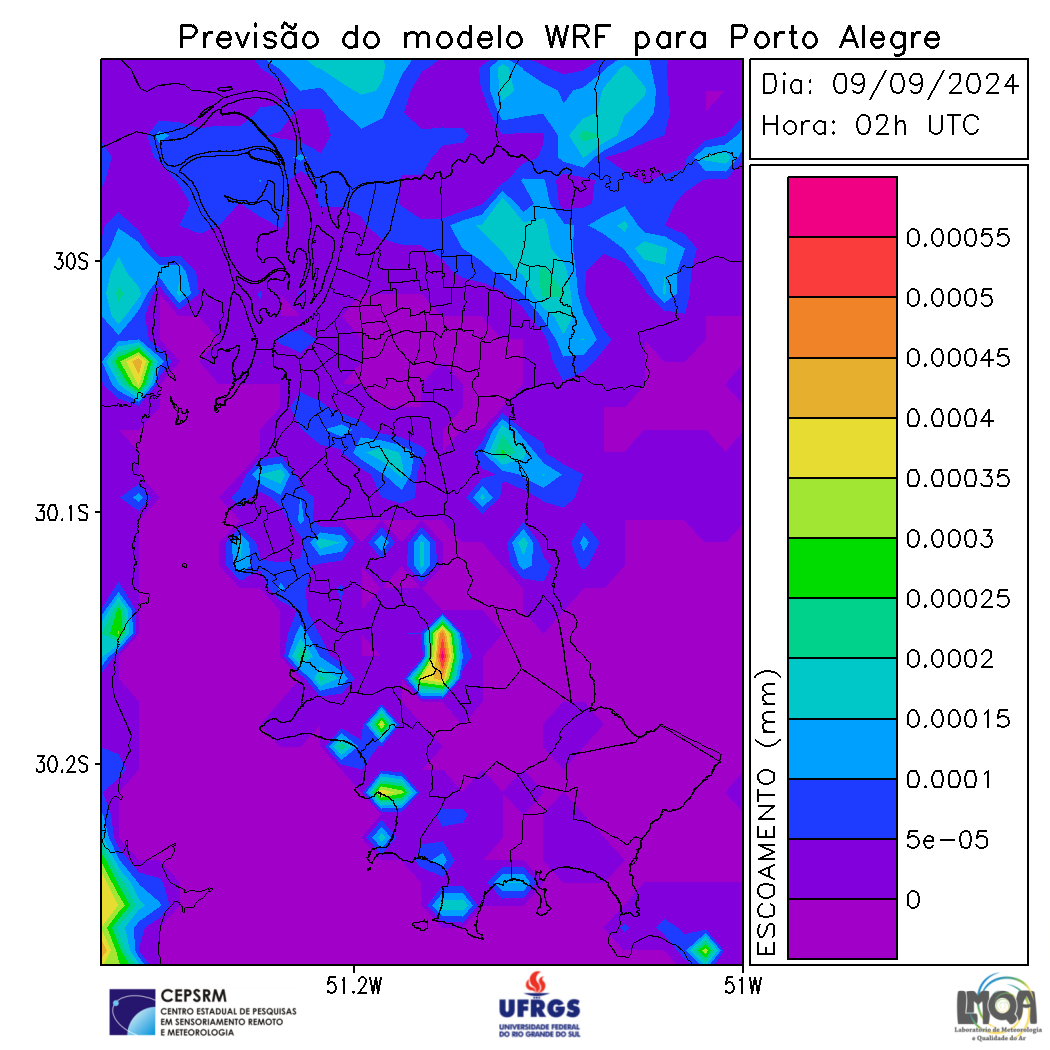 Previsão do modelo WRF para Porto Alegre
Dia: 09/09/2024
Hora: 02h UTC
0.00055
0.0005
0.00045
0.0004
0.00035
0.0003
0.00025
0.0002
0.00015
0.0001
5e-05
0
ESCOAMENTO (mm)
30S
30.1S
30.2S
51.2W
51W
CEPSRM
CENTRO ESTADUAL DE PESQUISAS
EM SENSORIAMENTO REMOTO
E METEOROLOGIA
UFRGS
UNIVERSIDADE FEDERAL
DO RIO GRANDE DO SUL
LMQA
Laboratório de Meteorologia
e Qualidade do Ar